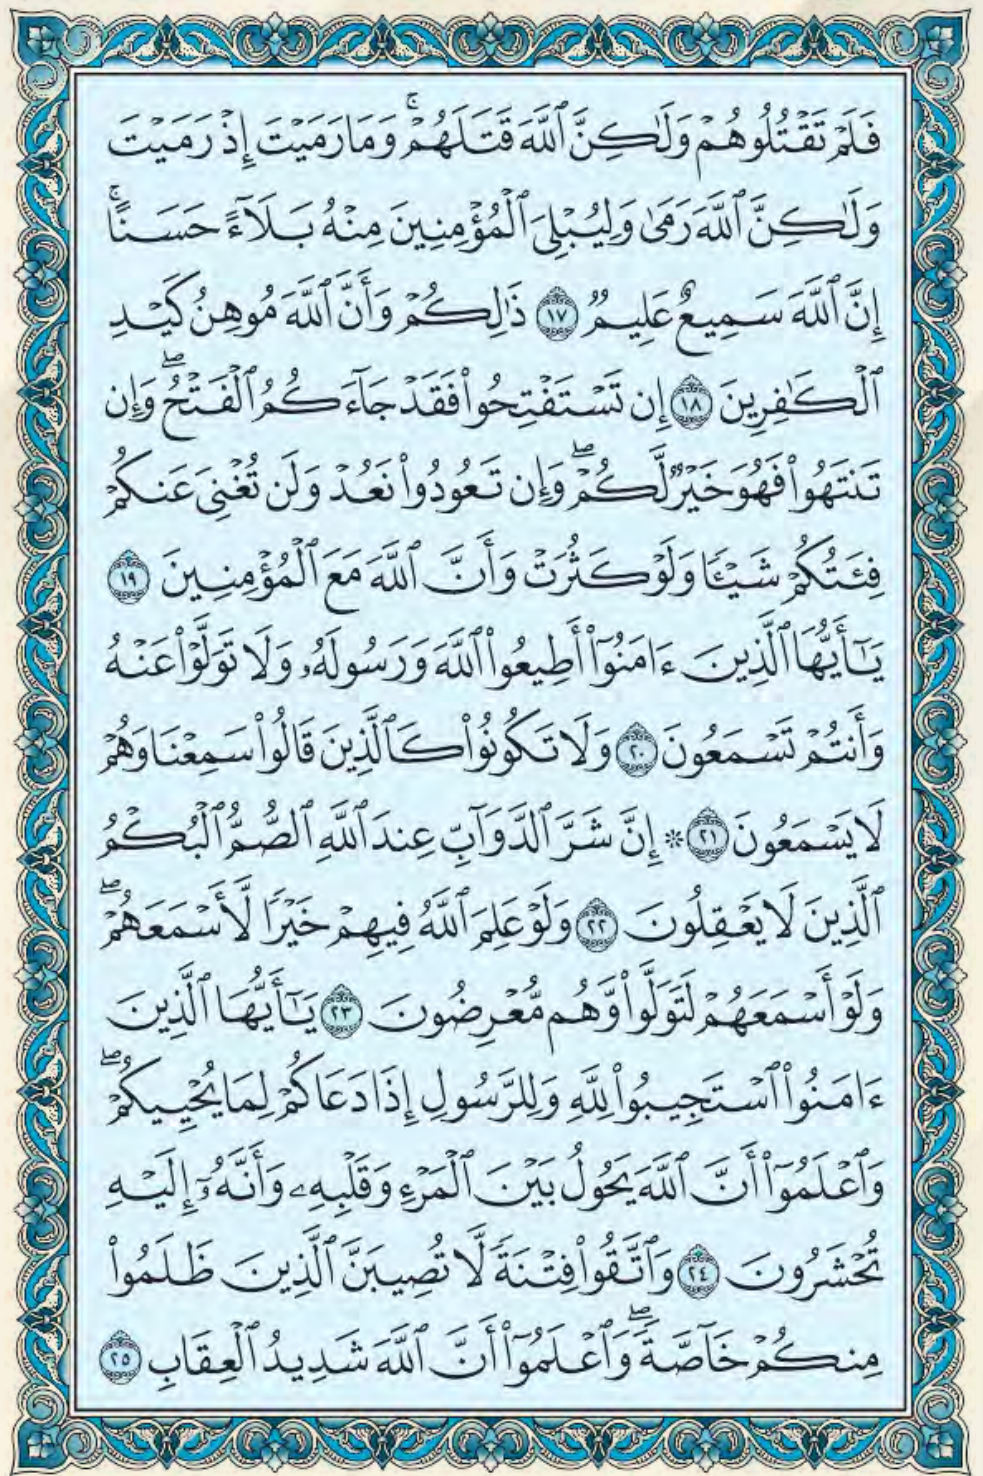 فَلَمۡ تَقۡتُلُوهُمۡ وَلَٰكِنَّ ٱللَّهَ قَتَلَهُمۡۚ وَمَا رَمَيۡتَ إِذۡ رَمَيۡتَ
وَلَٰكِنَّ ٱللَّهَ رَمَىٰ وَلِيُبۡلِيَ ٱلۡمُؤۡمِنِينَ مِنۡهُ بَلَآءً حَسَنًاۚ
إِنَّ ٱللَّهَ سَمِيعٌ عَلِيمٞ ١٧ ذَٰلِكُمۡ وَأَنَّ ٱللَّهَ مُوهِنُ كَيۡدِ
ٱلۡكَٰفِرِينَ ١٨ إِن تَسۡتَفۡتِحُواْ فَقَدۡ جَآءَكُمُ ٱلۡفَتۡحُۖ وَإِن
تَنتَهُواْ فَهُوَ خَيۡرٞ لَّكُمۡۖ وَإِن تَعُودُواْ نَعُدۡ وَلَن تُغۡنِيَ عَنكُمۡ
فِئَتُكُمۡ شَيۡـٔٗا وَلَوۡ كَثُرَتۡ وَأَنَّ ٱللَّهَ مَعَ ٱلۡمُؤۡمِنِينَ ١٩
يَٰٓأَيُّهَا ٱلَّذِينَ ءَامَنُوٓاْ أَطِيعُواْ ٱللَّهَ وَرَسُولَهُۥ وَلَا تَوَلَّوۡاْ عَنۡهُ
وَأَنتُمۡ تَسۡمَعُونَ ٢٠ وَلَا تَكُونُواْ كَٱلَّذِينَ قَالُواْ سَمِعۡنَا وَهُمۡ
لَا يَسۡمَعُونَ ٢١ ۞ إِنَّ شَرَّ ٱلدَّوَآبِّ عِندَ ٱللَّهِ ٱلصُّمُّ ٱلۡبُكۡمُ
ٱلَّذِينَ لَا يَعۡقِلُونَ ٢٢ وَلَوۡ عَلِمَ ٱللَّهُ فِيهِمۡ خَيۡرٗا لَّأَسۡمَعَهُمۡۖ
وَلَوۡ أَسۡمَعَهُمۡ لَتَوَلَّواْ وَّهُم مُّعۡرِضُونَ ٢٣ يَٰٓأَيُّهَا ٱلَّذِينَ
ءَامَنُواْ ٱسۡتَجِيبُواْ لِلَّهِ وَلِلرَّسُولِ إِذَا دَعَاكُمۡ لِمَا يُحۡيِيكُمۡۖ
وَٱعۡلَمُوٓاْ أَنَّ ٱللَّهَ يَحُولُ بَيۡنَ ٱلۡمَرۡءِ وَقَلۡبِهِۦ وَأَنَّهُۥٓ إِلَيۡهِ
تُحۡشَرُونَ ٢٤ وَٱتَّقُواْ فِتۡنَةٗ لَّا تُصِيبَنَّ ٱلَّذِينَ ظَلَمُواْ
مِنكُمۡ خَآصَّةٗۖ وَٱعۡلَمُوٓاْ أَنَّ ٱللَّهَ شَدِيدُ ٱلۡعِقَابِ ٢٥